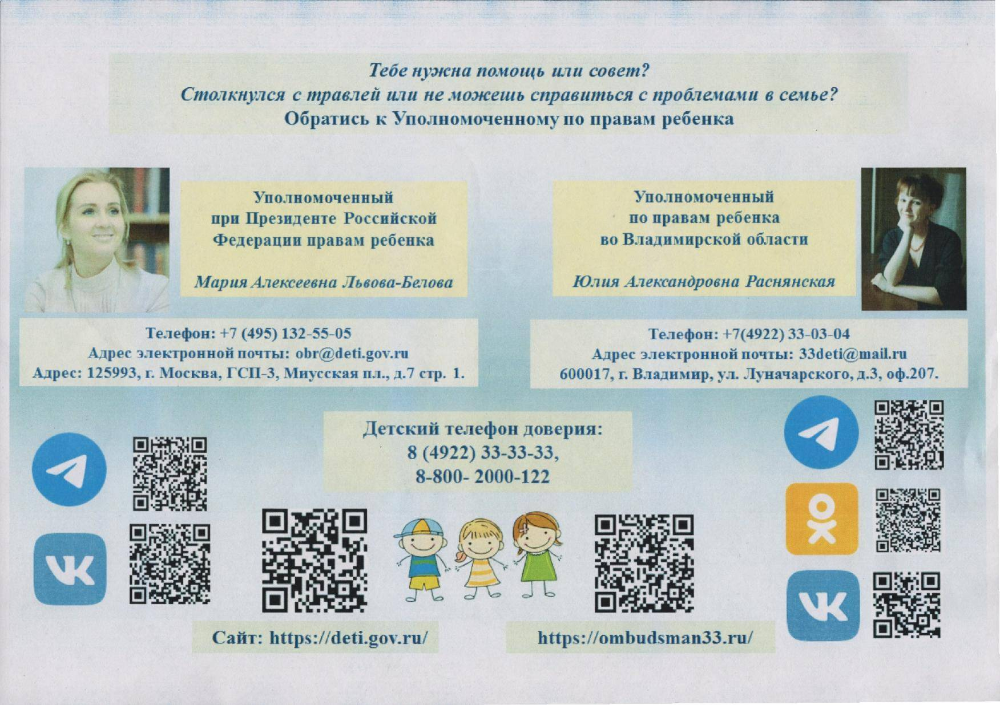 Тебе нужна помощь или совет?
Столкнулся с травлей или не можешь справиться с проблемами в семье?
Обратись к Уполномоченному по правам ребенка
Уполномоченный
при Президенте Российской
Федерации правам ребенка
Мария Алексеевна Львова-Белова
Уполномоченный
по правам ребенка
во Владимирской области
Юлия Александровна Раснянская
Телефон: +7 (495) 132-55-05
Адрес электронной почты: obr@deti.gov.ru
Адрес: 125993, г. Москва, ГСП-3, Миусская пл., д.7 стр. 1.
Телефон: +7(4922) 33-03-04
Адрес электронной почты: 33deti@mail.ru
600017, г. Владимир, ул. Луначарского, д.3, оф.207.
Детский телефон доверия:
8 (4922) 33-33-33,
8-800- 2000-122
Сайт: https://deti.gov.ru/
https://ombudsman33.ru/